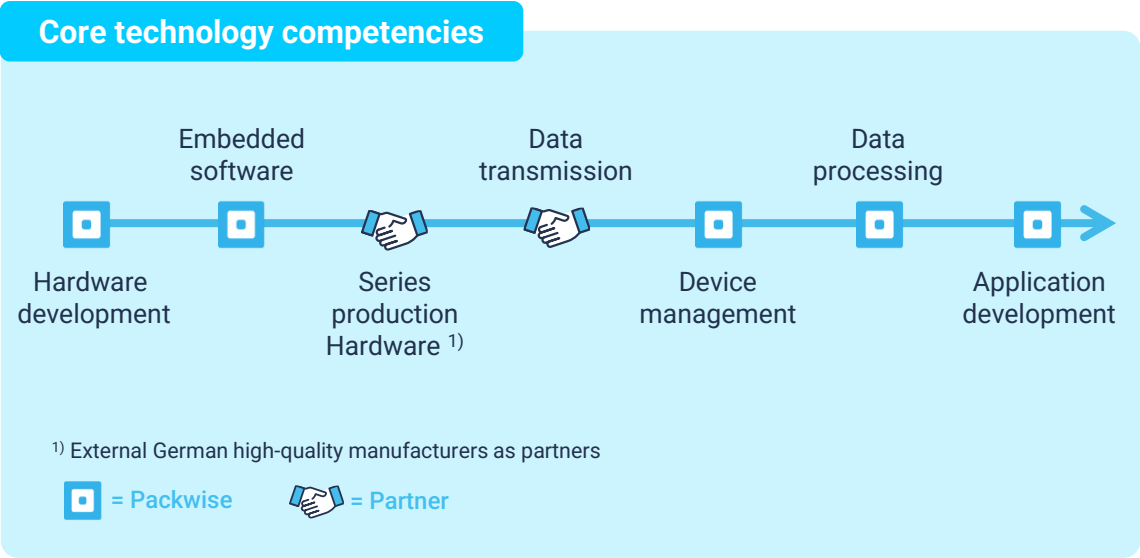 Core technology competencies
Embedded
software
Data
transmission
Data
processing
Hardware
development
Series
production
Hardware 1)
Device
management
Application
development
1) External German high-quality manufacturers as partners
= Packwise
= Partner